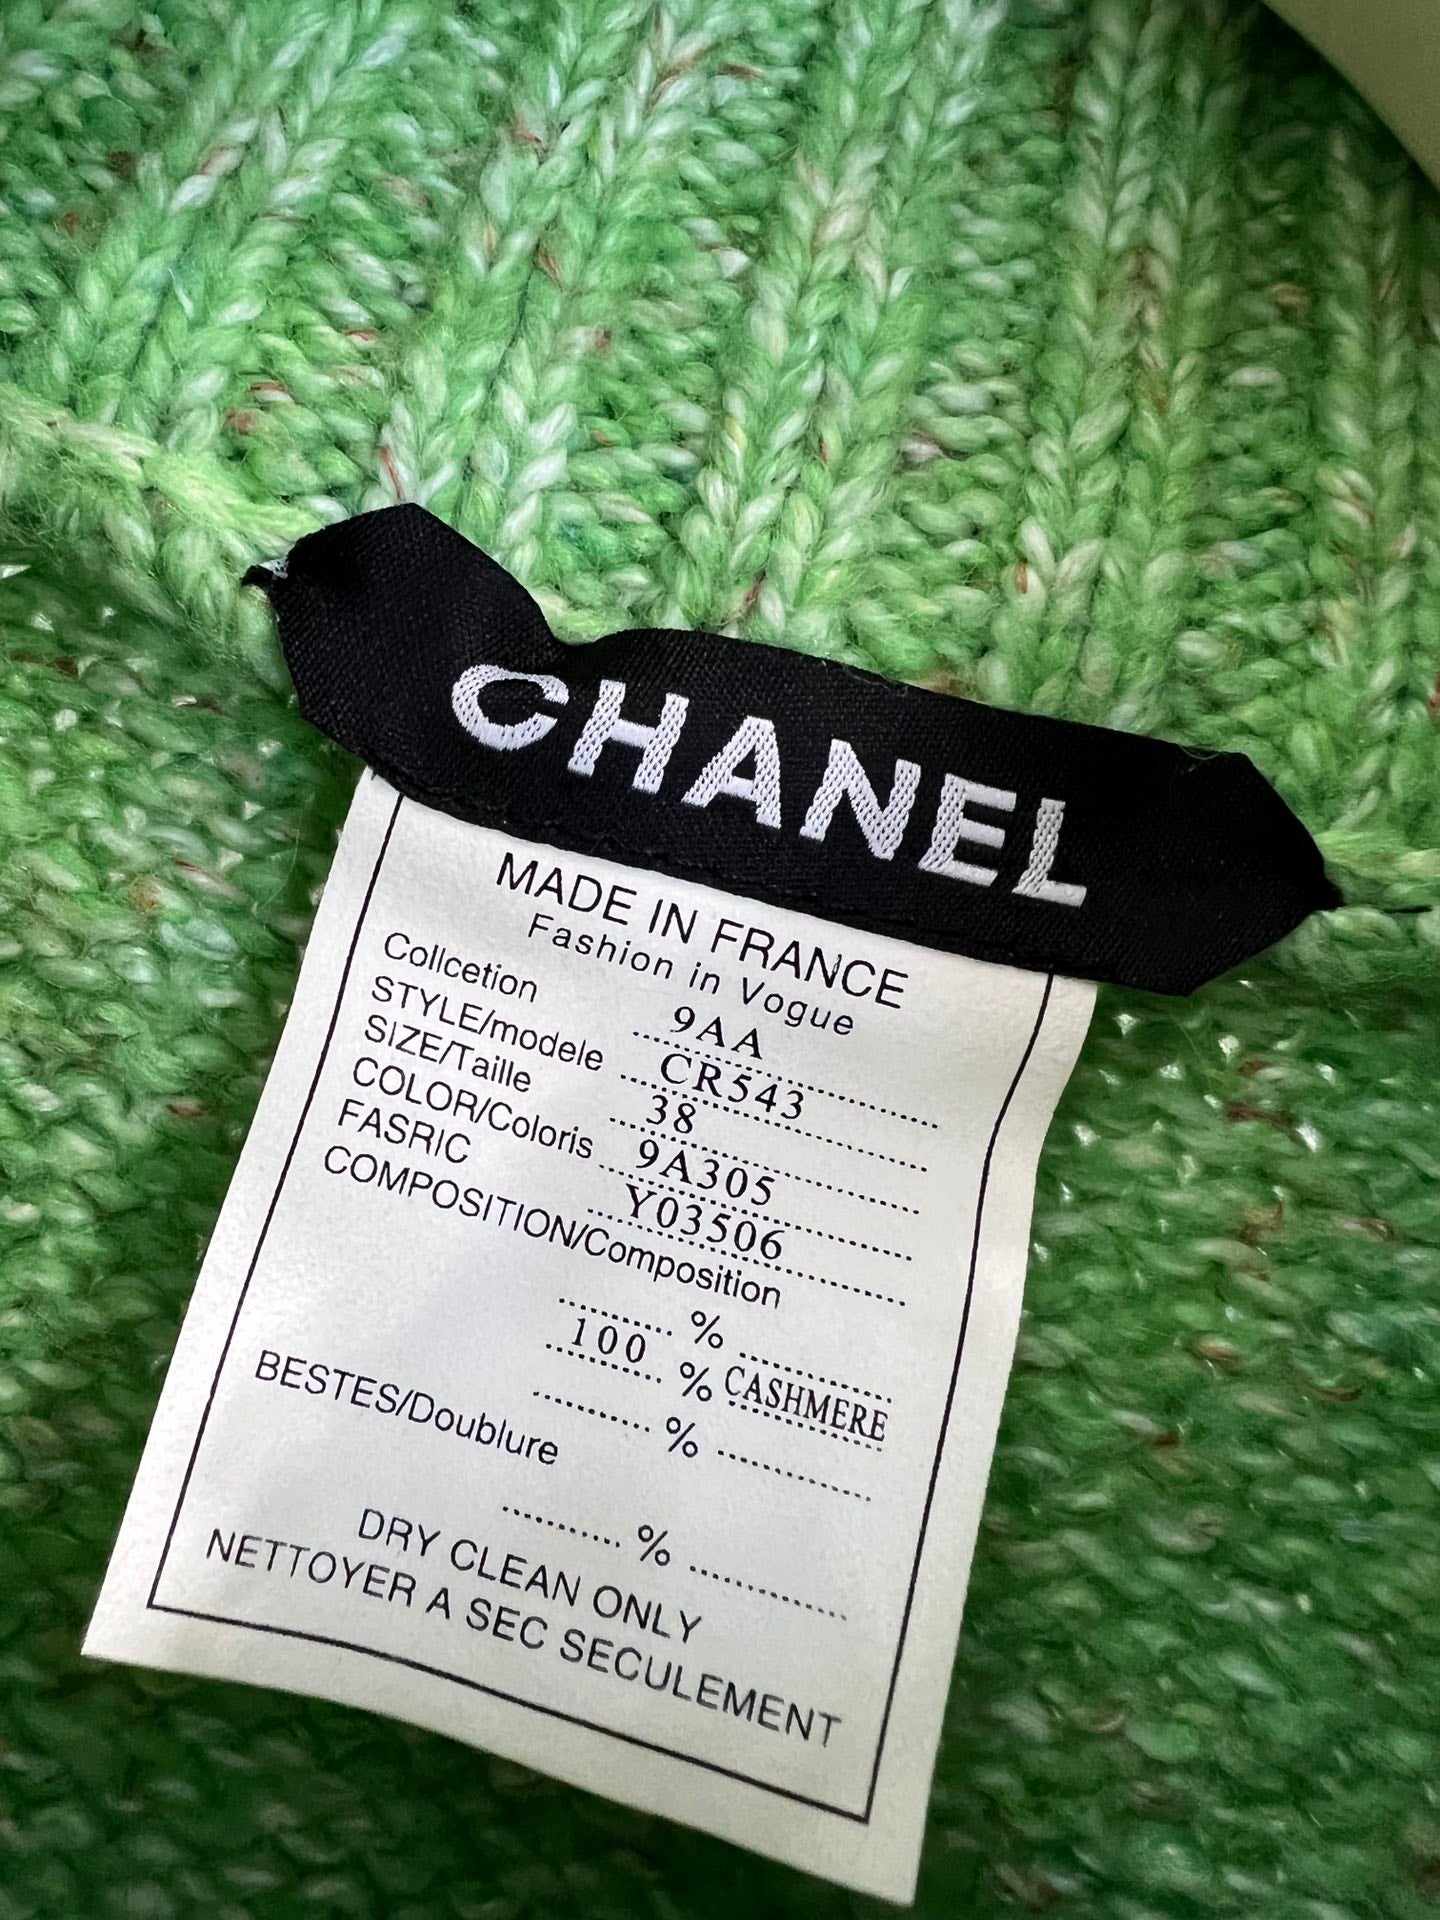 CHANEL
MADE IN FRANCE
Fashion in Vogue
Collcetion 9AA
STYLE/modele CR543
SIZE/Taille 38
COLOR/Coloris 9A305
FASRIC Y03506
COMPOSITION/Composition
%
100 % CASHMERE
%
BESTES/Doublure
%
DRY CLEAN ONLY
NETTOYER A SEC SECULEMENT